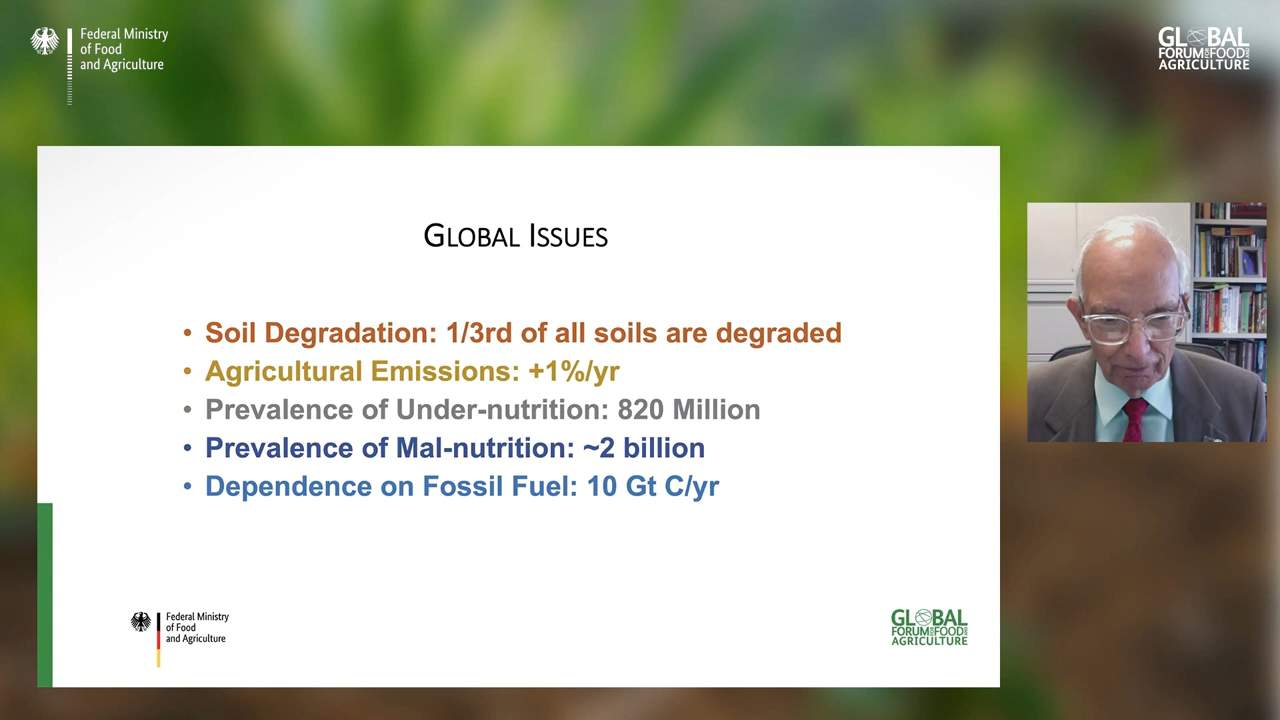 Federal Ministry
of Food
and Agriculture
GLOBAL
FORUM FOR FOOD AND
AGRICULTURE
GLOBAL ISSUES
• Soil Degradation: 1/3rd of all soils are degraded
• Agricultural Emissions: +1%/yr
• Prevalence of Under-nutrition: 820 Million
• Prevalence of Mal-nutrition: ~2 billion
• Dependence on Fossil Fuel: 10 Gt C/yr
Federal Ministry
of Food
and Agriculture
GLOBAL
FORUM FOR FOOD AND
AGRICULTURE